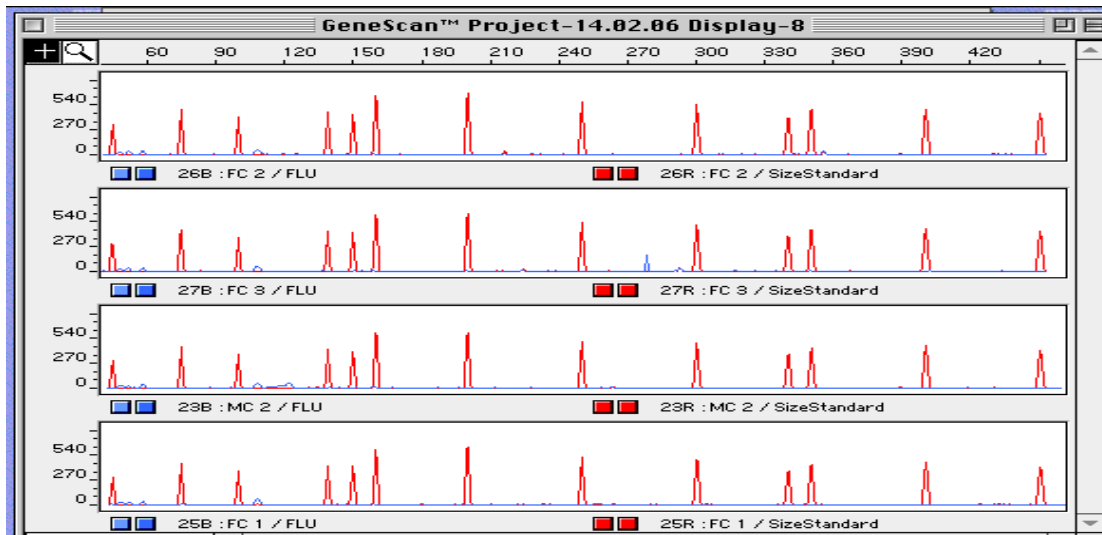 GeneScan™ Project-14.02.06 Display-8
60 90 120 150 180 210 240 270 300 330 360 390 420
540
270
0
26B : FC 2 / FLU 26R : FC 2 / SizeStandard
540
270
0
27B : FC 3 / FLU 27R : FC 3 / SizeStandard
540
270
0
23B : MC 2 / FLU 23R : MC 2 / SizeStandard
540
270
0
25B : FC 1 / FLU 25R : FC 1 / SizeStandard